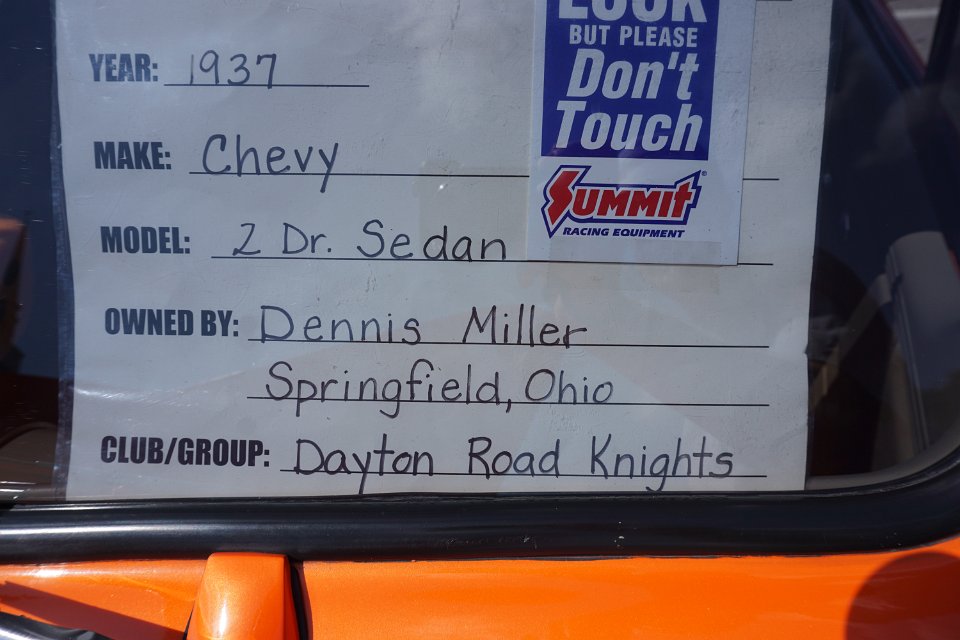 LOOK
BUT PLEASE
Don't
Touch
SUMMIT®
RACING EQUIPMENT
YEAR: 1937
MAKE: Chevy
MODEL: 2 Dr. Sedan
OWNED BY: Dennis Miller
Springfield, Ohio
CLUB/GROUP: Dayton Road Knights